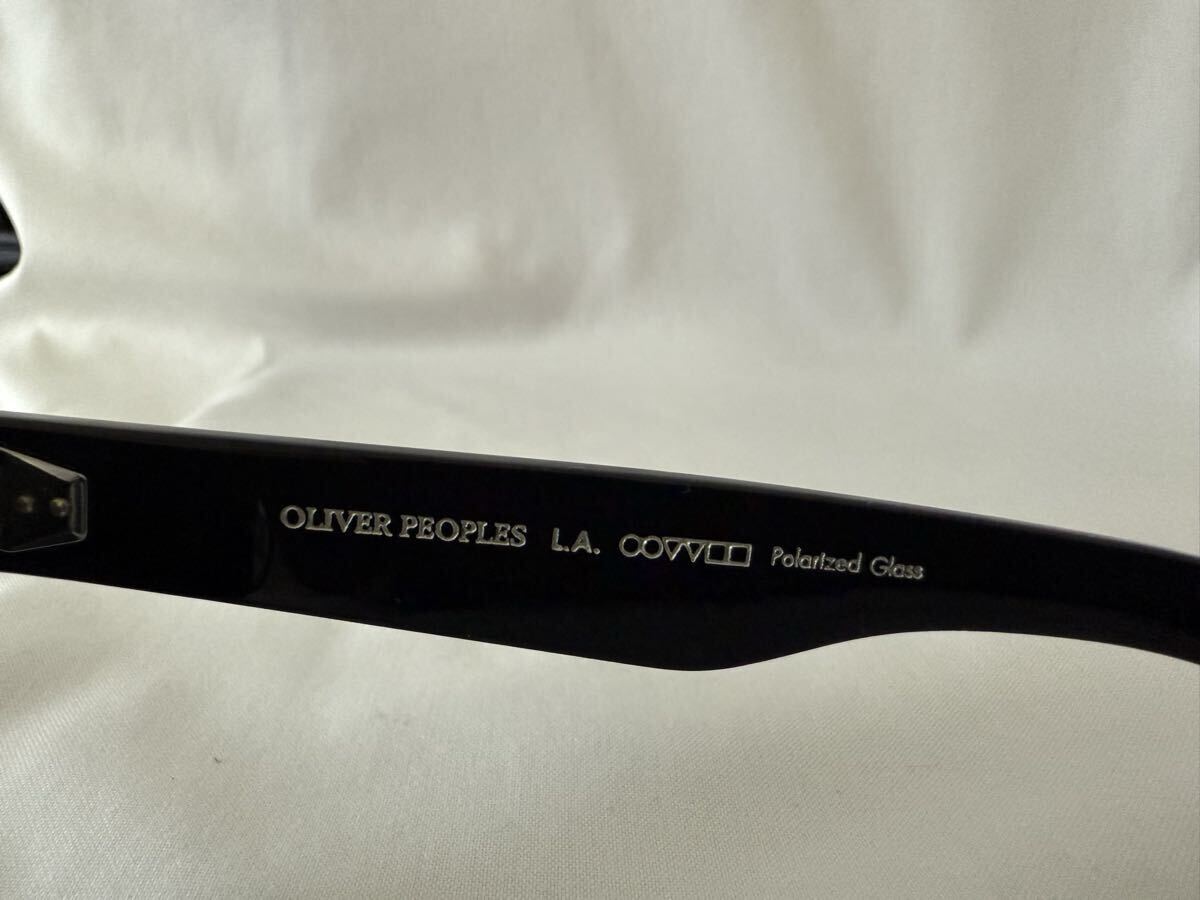 OLIVER PEOPLES L.A. ○○▽▽□□ Polarized Glass